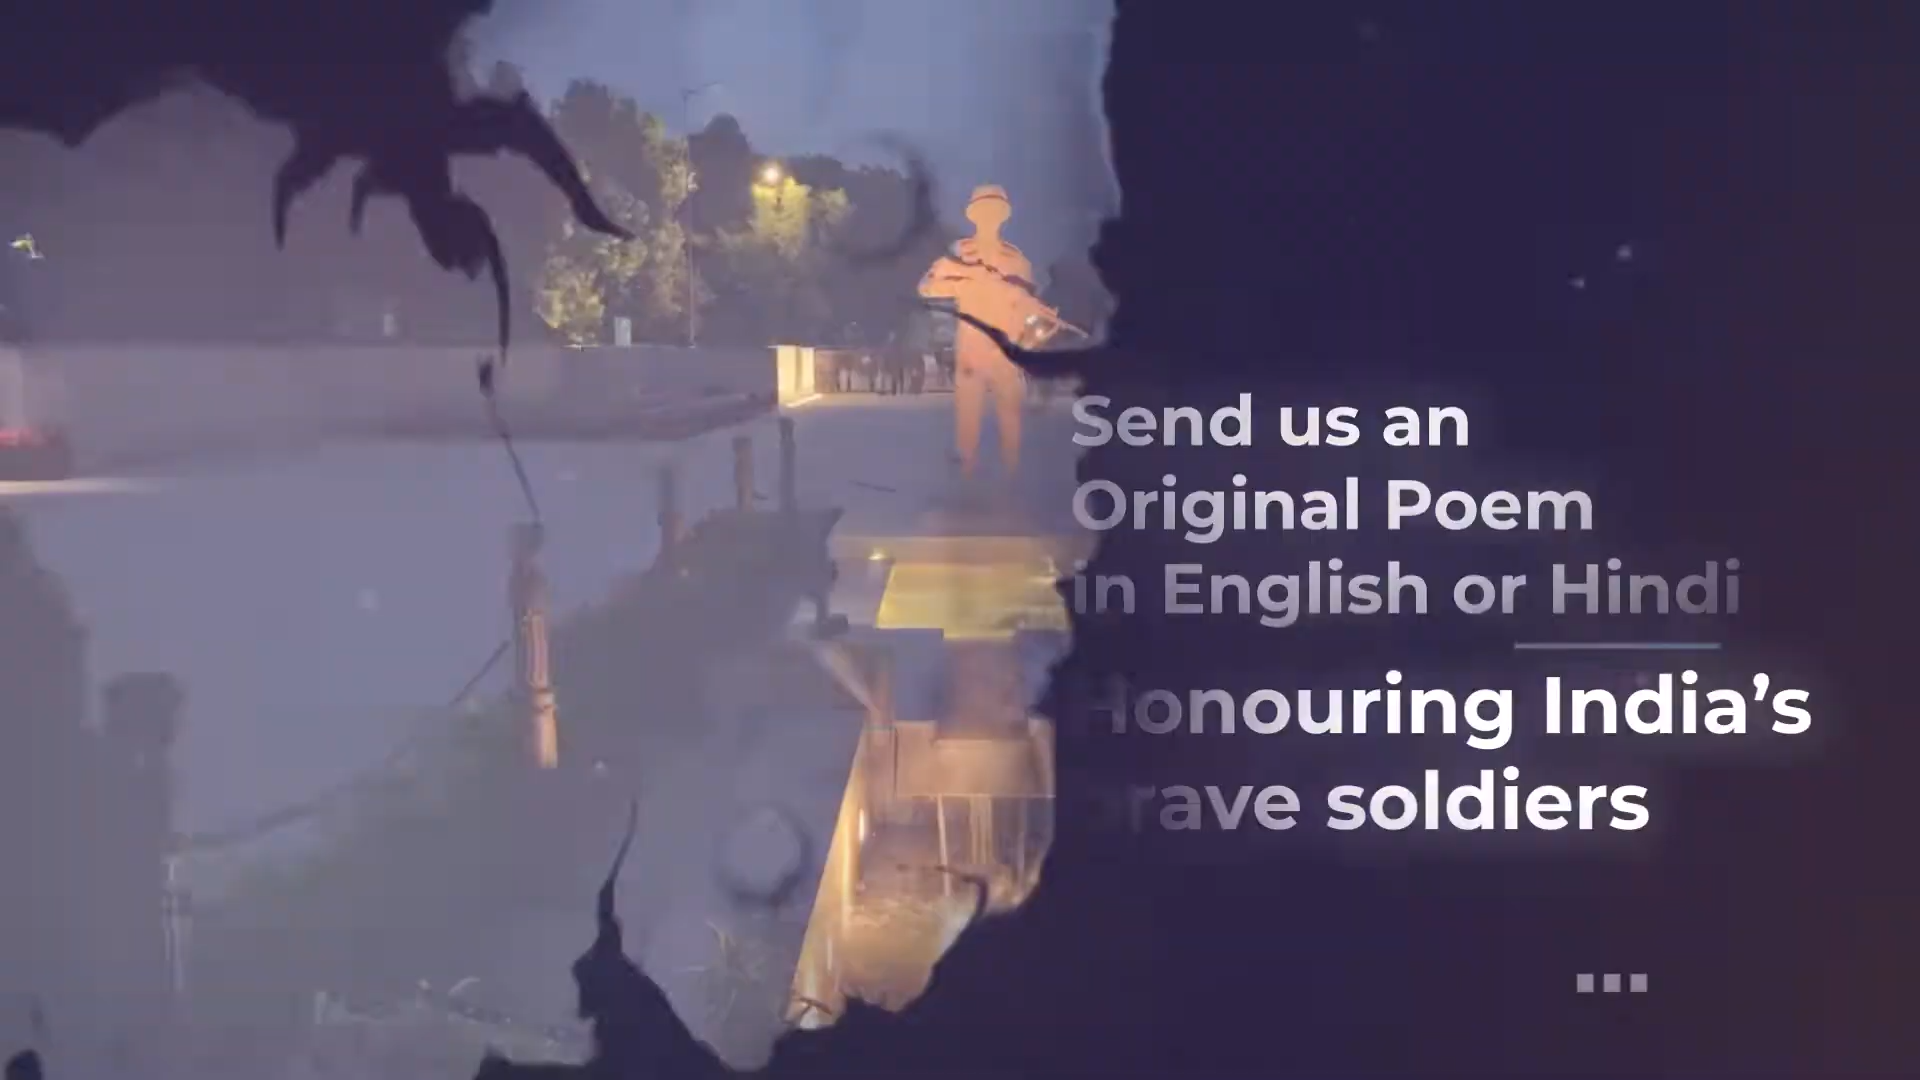 Send us an
Original Poem
in English or Hindi
Honouring India’s
brave soldiers